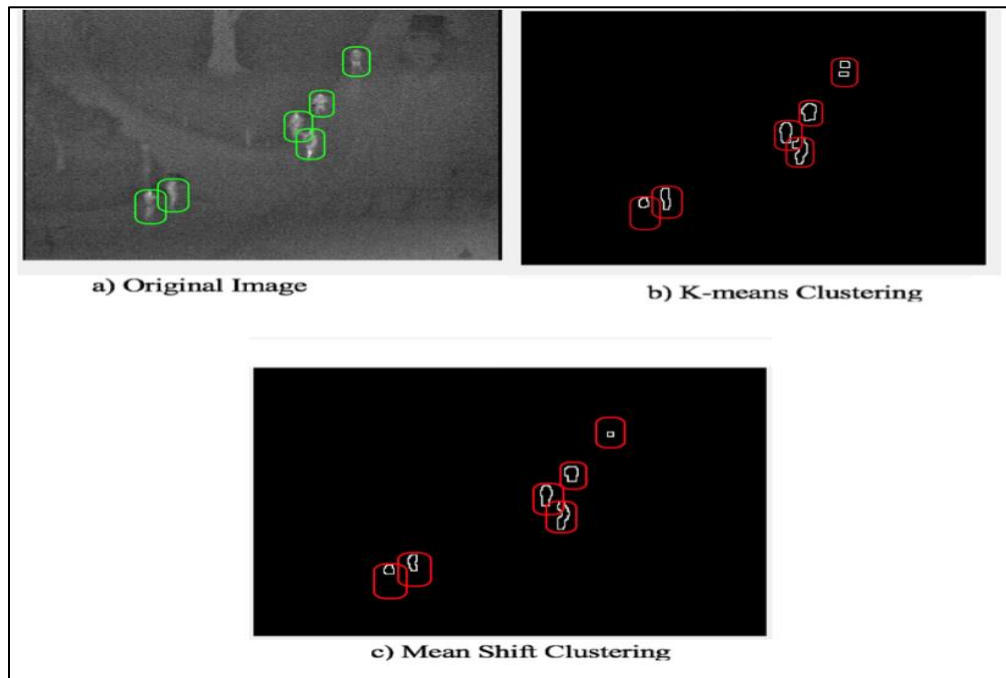 a) Original Image
b) K-means Clustering
c) Mean Shift Clustering